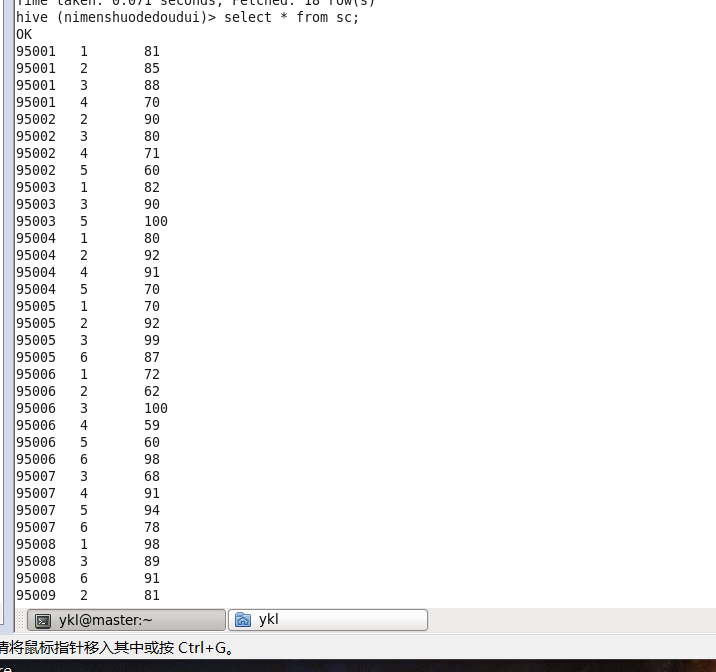 Time taken: 0.071 seconds, Fetched: 18 row(s)
hive (nimenshuodedoudui)> select * from sc;
OK
95001 1 81
95001 2 85
95001 3 88
95001 4 70
95002 2 90
95002 3 80
95002 4 71
95002 5 60
95003 1 82
95003 3 90
95003 5 100
95004 1 80
95004 2 92
95004 4 91
95004 5 70
95005 1 70
95005 2 92
95005 3 99
95005 6 87
95006 1 72
95006 2 62
95006 3 100
95006 4 59
95006 5 60
95006 6 98
95007 3 68
95007 4 91
95007 5 94
95007 6 78
95008 1 98
95008 3 89
95008 6 91
95009 2 81
ykl@master:~ ykl
请将鼠标指针移入其中或按 Ctrl+G。